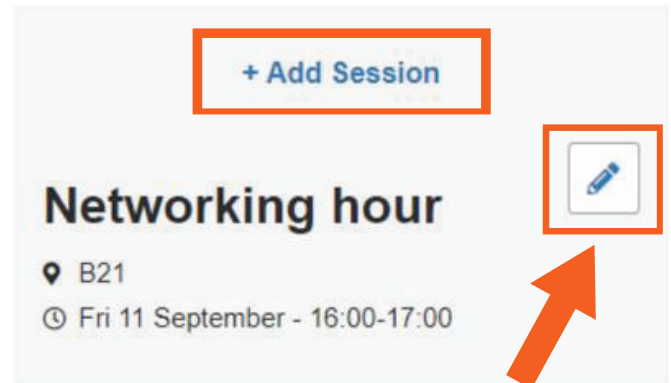 + Add Session
Networking hour
B21
Fri 11 September - 16:00-17:00